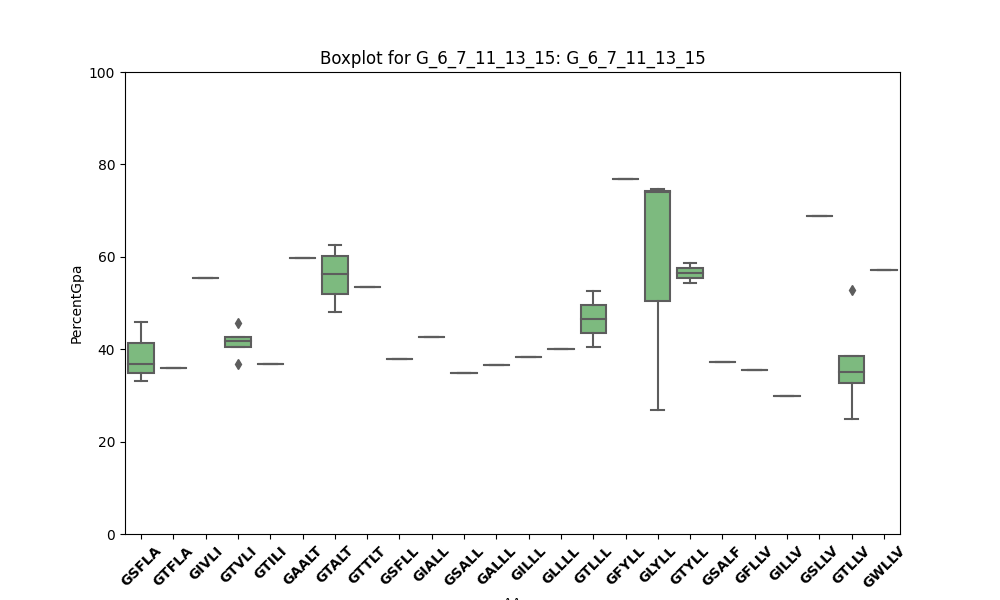 Boxplot for G_6_7_11_13_15: G_6_7_11_13_15
PercentGpa
100
80
60
40
20
0
GSFLA
GTFLA
GIVLI
GTVLI
GTILI
GAALT
GTALT
GTTLT
GSFLL
GIALL
GSALL
GALLL
GILLL
GLLLL
GTLLL
GFYLL
GLYLL
GTYLL
GSALF
GFLLV
GILLV
GSLLV
GTLLV
GWLLV